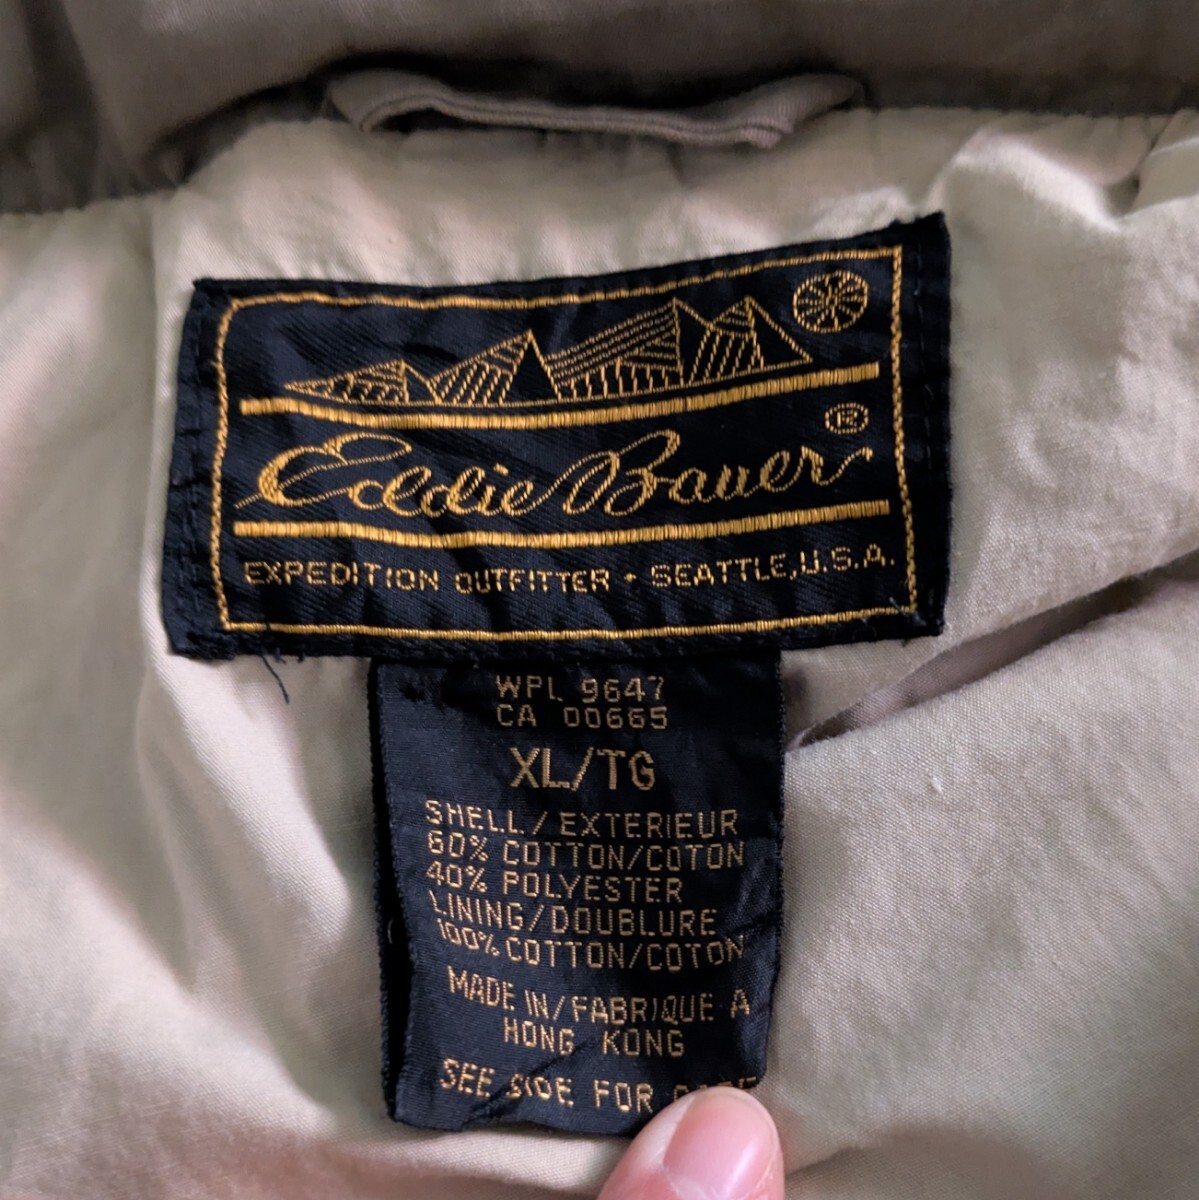 Eddie Bauer ®
EXPEDITION OUTFITTER • SEATTLE, U.S.A.
WPL 9647
CA 00665
XL/TG
SHELL/EXTERIEUR
60% COTTON/COTON
40% POLYESTER
LINING/DOUBLURE
100% COTTON/COTON
MADE IN/FABRIQUE A
HONG KONG
SEE SIDE FOR